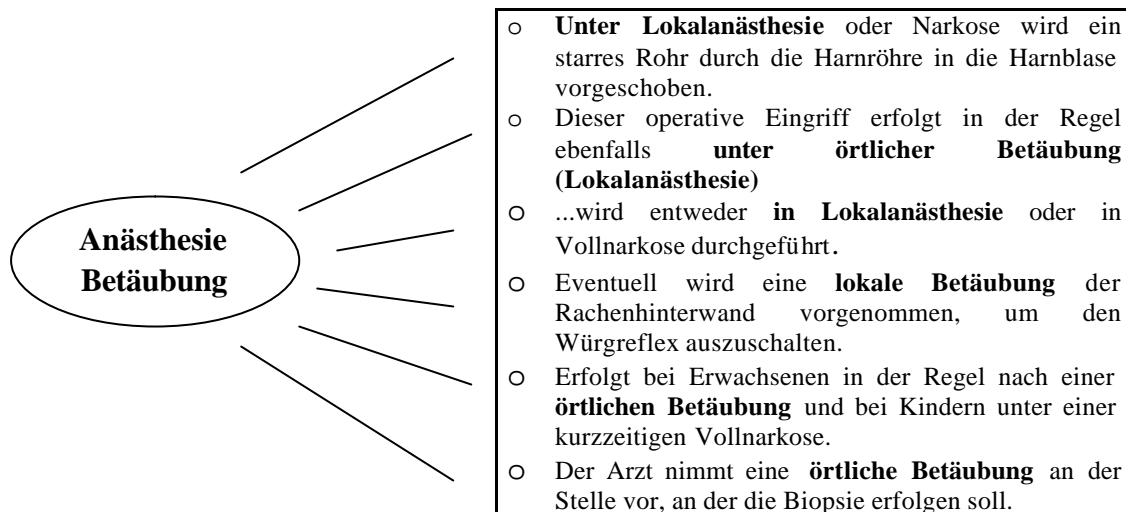 Anästhesie
Betäubung
o Unter Lokalanästhesie oder Narkose wird ein
starres Rohr durch die Harnröhre in die Harnblase
vorgeschoben.
o Dieser operative Eingriff erfolgt in der Regel
ebenfalls unter örtlicher Betäubung
(Lokalanästhesie)
o ...wird entweder in Lokalanästhesie oder in
Vollnarkose durchgeführt.
o Eventuell wird eine lokale Betäubung der
Rachenhinterwand vorgenommen, um den
Würgreflex auszuschalten.
o Erfolgt bei Erwachsenen in der Regel nach einer
örtlichen Betäubung und bei Kindern unter einer
kurzzeitigen Vollnarkose.
o Der Arzt nimmt eine örtliche Betäubung an der
Stelle vor, an der die Biopsie erfolgen soll.